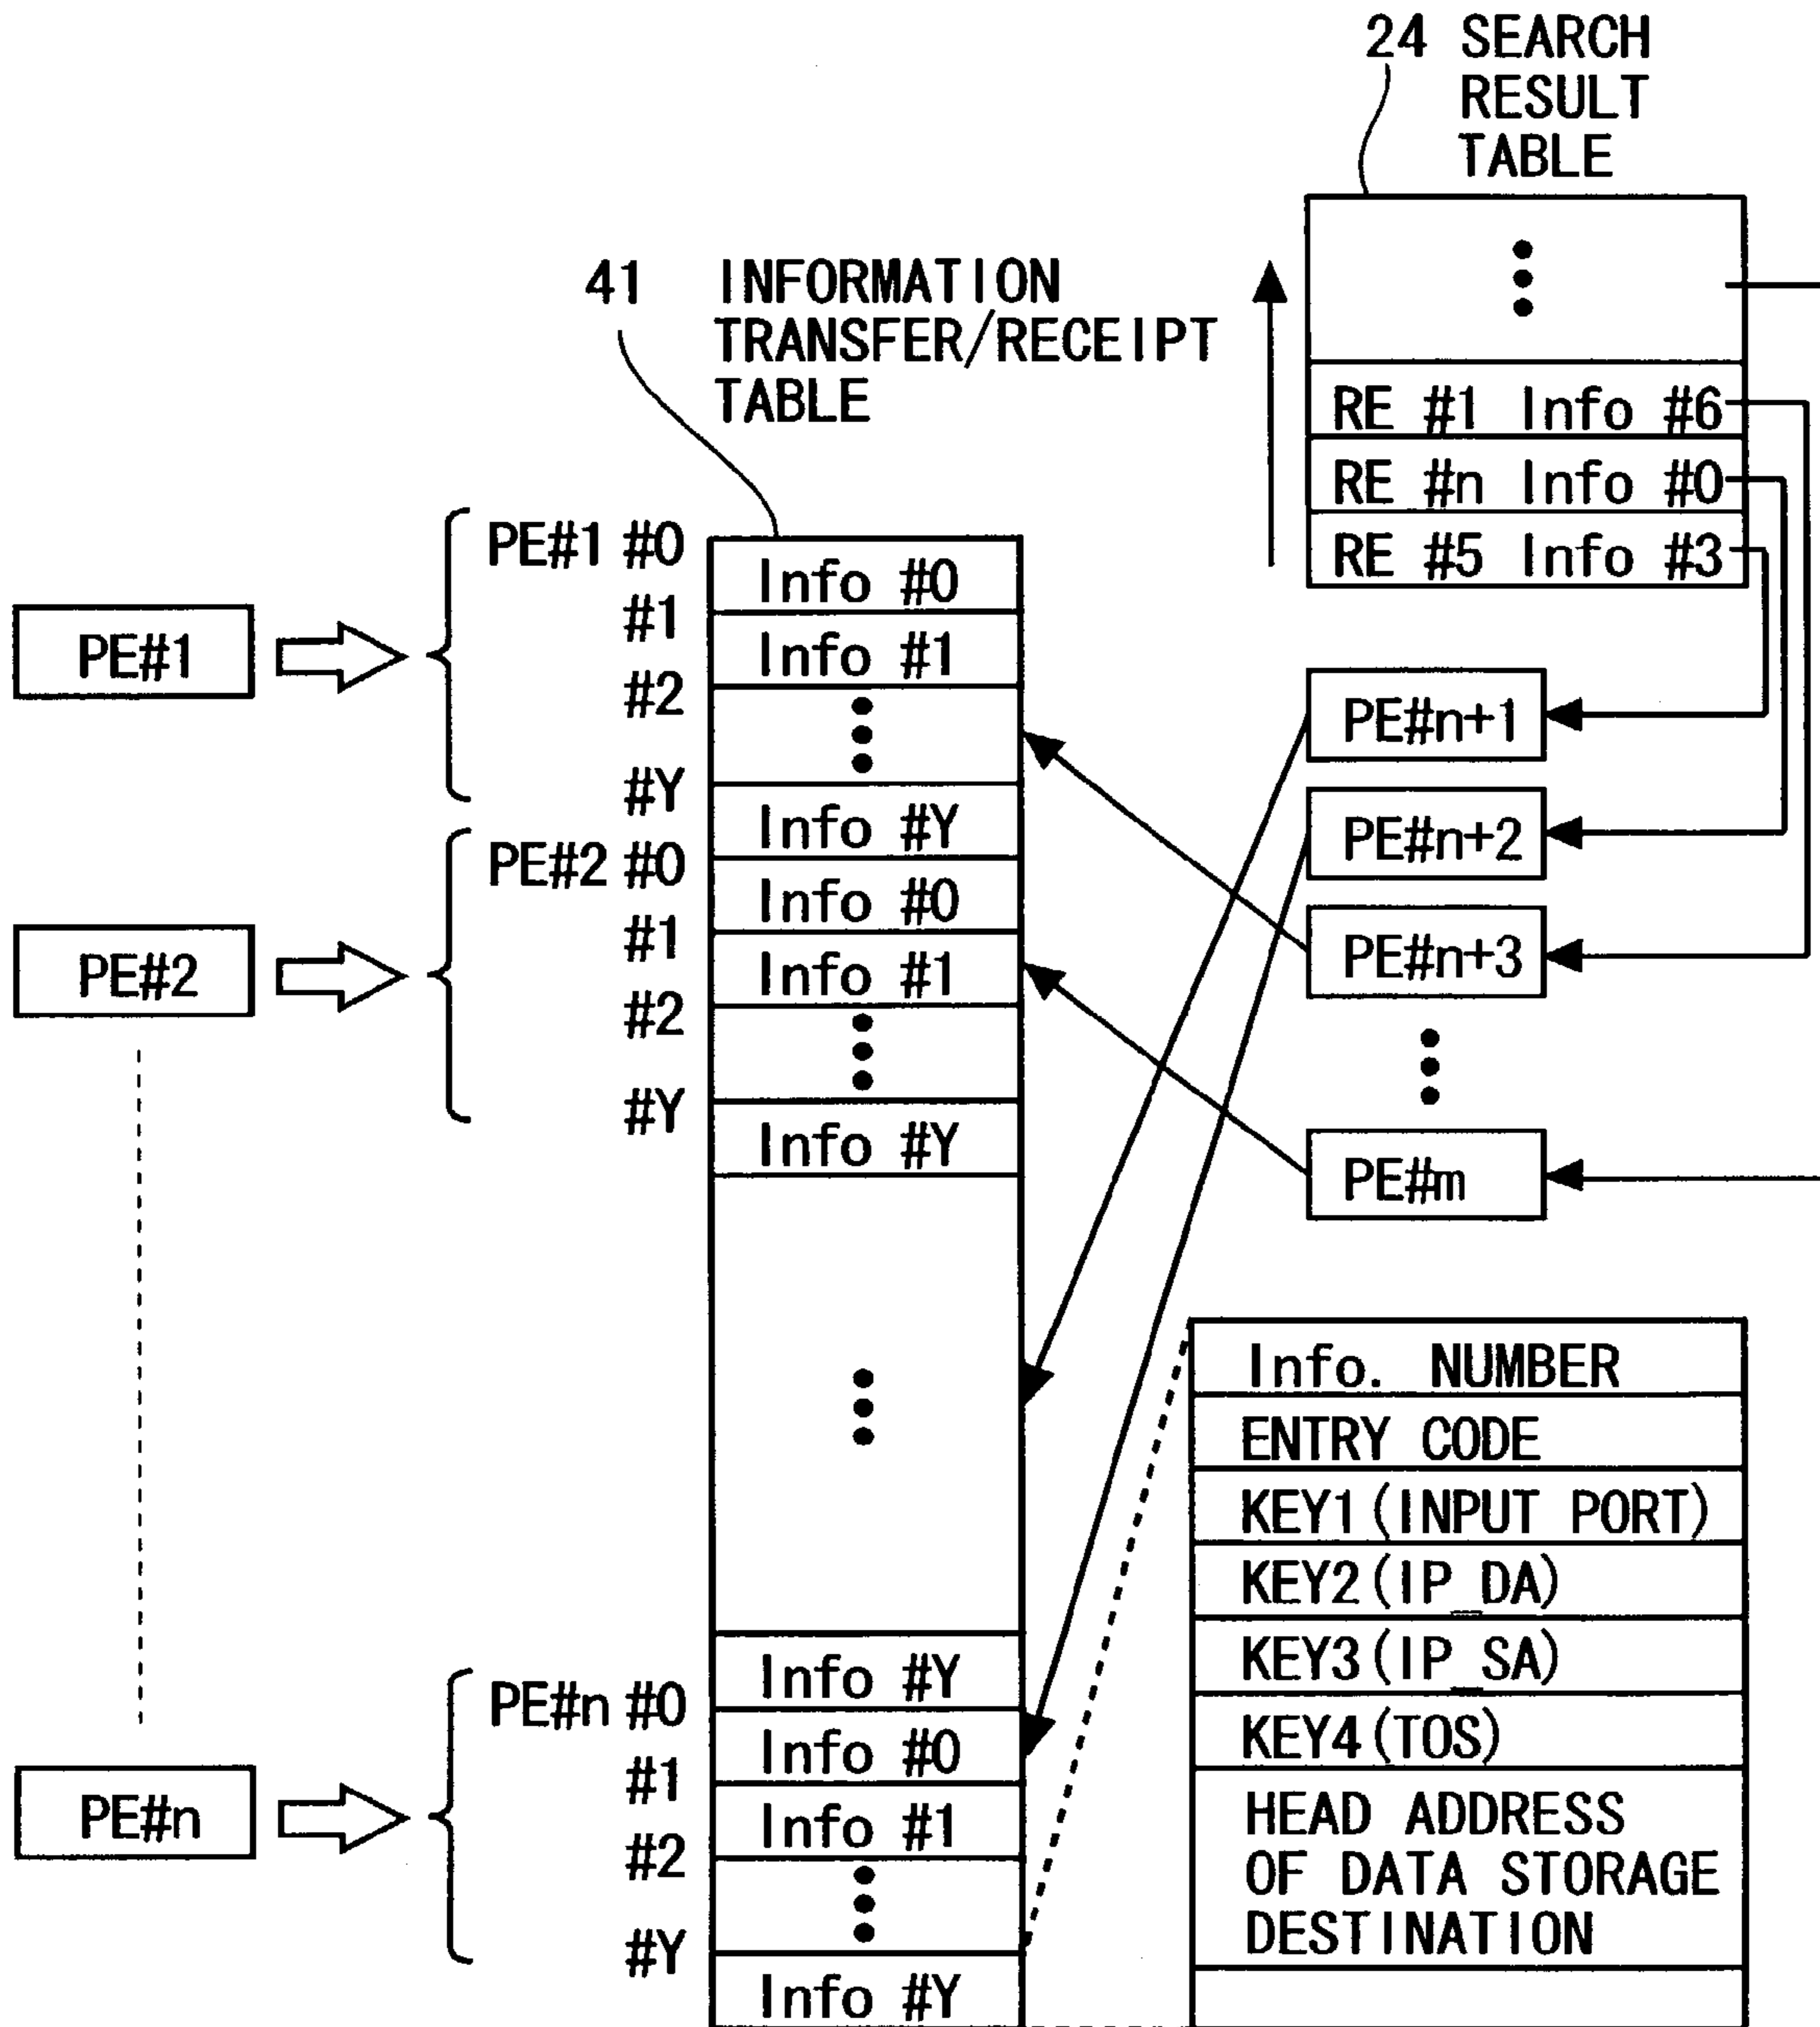 24 SEARCH
RESULT
TABLE
41 INFORMATION
TRANSFER/RECEIPT
TABLE
RE #1 Info #6
RE #n Info #0
RE #5 Info #3
PE#1
PE#1 #0
#1
#2
#Y
Info #0
Info #1
Info #Y
PE#2
PE#2 #0
#1
#2
#Y
Info #0
Info #1
Info #Y
PE#n+1
PE#n+2
PE#n+3
PE#m
PE#n
PE#n #0
#1
#2
#Y
Info #Y
Info #0
Info #1
Info #Y
Info. NUMBER
ENTRY CODE
KEY1(INPUT PORT)
KEY2(IP_DA)
KEY3(IP_SA)
KEY4(TOS)
HEAD ADDRESS
OF DATA STORAGE
DESTINATION